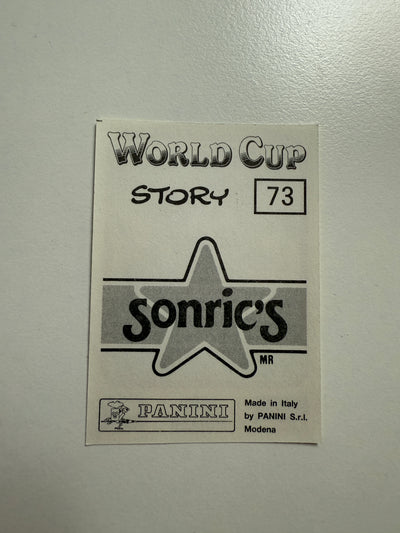 WORLD CUP
STORY 73
Sonric's
MR
PANINI
Made in Italy
by PANINI S.r.l.
Modena